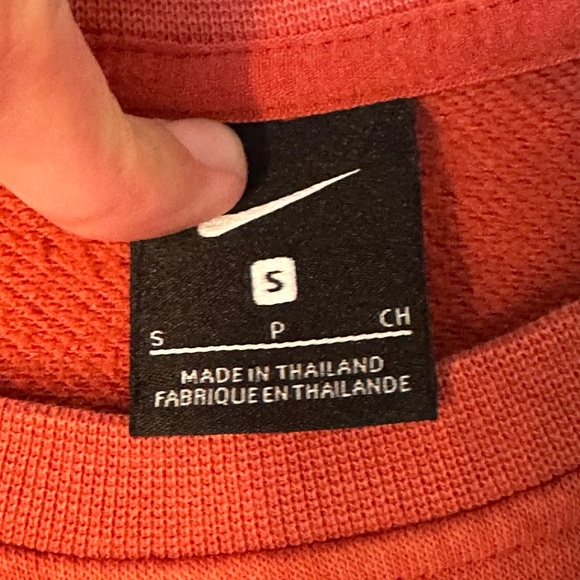 S
S P CH
MADE IN THAILAND
FABRIQUE EN THAILANDE